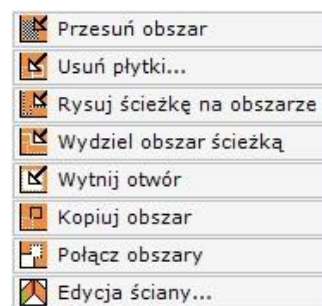 Przesuń obszar
Usuń płytki...
Rysuj ścieżkę na obszarze
Wydziel obszar ścieżką
Wytnij otwór
Kopiuj obszar
Połącz obszary
Edycja ściany...